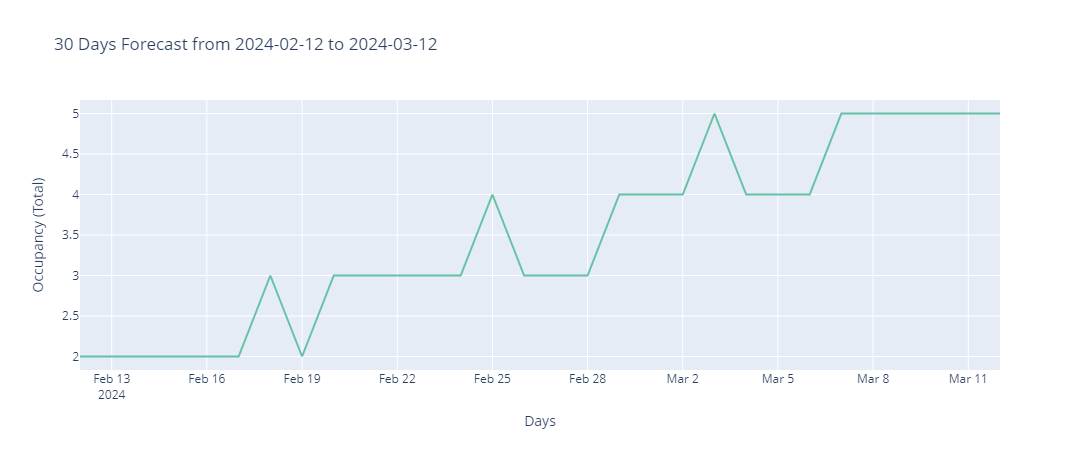 30 Days Forecast from 2024-02-12 to 2024-03-12
Occupancy (Total)
5
4.5
4
3.5
3
2.5
2
Feb 13 Feb 16 Feb 19 Feb 22 Feb 25 Feb 28 Mar 2 Mar 5 Mar 8 Mar 11
2024
Days